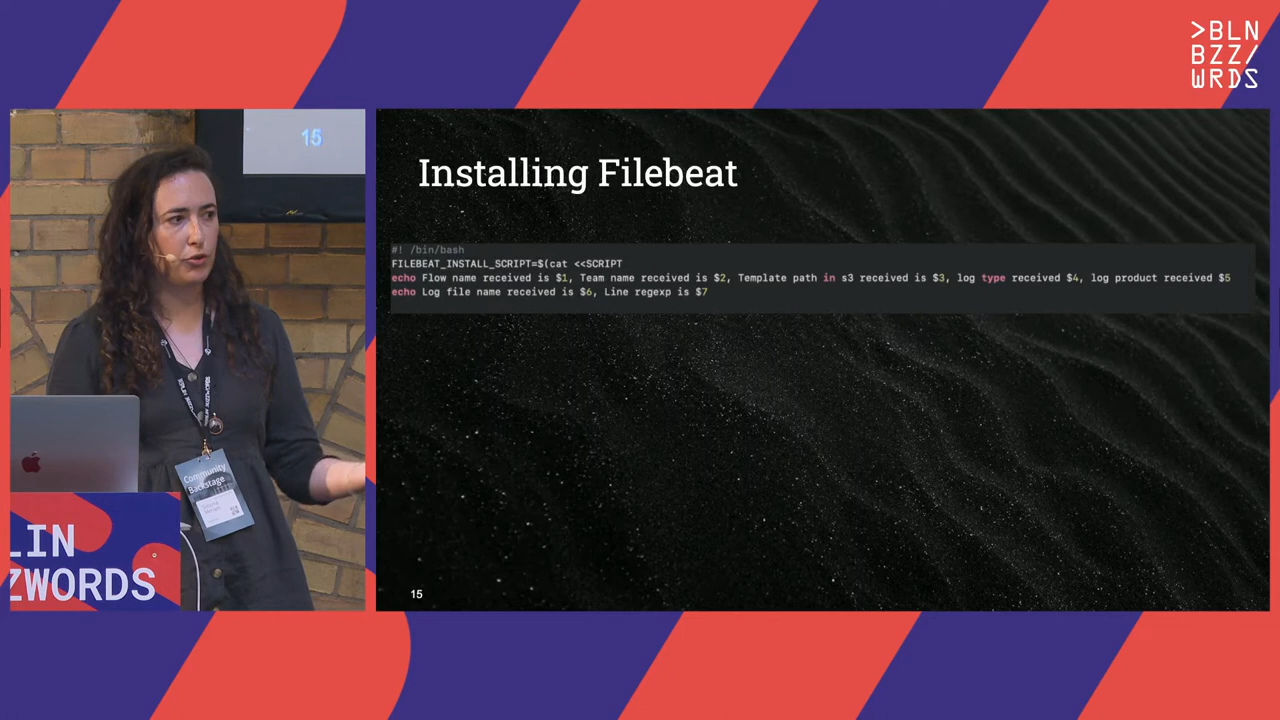 >BLN
BZZ/
WRDS
15
Installing Filebeat
#! /bin/bash
FILEBEAT_INSTALL_SCRIPT=$(cat <<SCRIPT
echo Flow name received is $1, Team name received is $2, Template path in s3 received is $3, log type received $4, log product received $5
echo Log file name received is $6, Line regexp is $7
Community
Backstage
LIN
ZWORDS
15